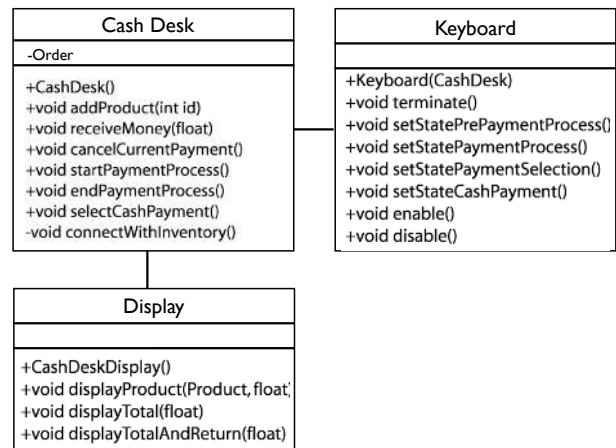 Cash Desk
-Order
+CashDesk()
+void addProduct(int id)
+void receiveMoney(float)
+void cancelCurrentPayment()
+void startPaymentProcess()
+void endPaymentProcess()
+void selectCashPayment()
-void connectWithInventory()
Keyboard
+Keyboard(CashDesk)
+void terminate()
+void setStatePrePaymentProcess()
+void setStatePaymentProcess()
+void setStatePaymentSelection()
+void setStateCashPayment()
+void enable()
+void disable()
Display
+CashDeskDisplay()
+void displayProduct(Product, float)
+void displayTotal(float)
+void displayTotalAndReturn(float)